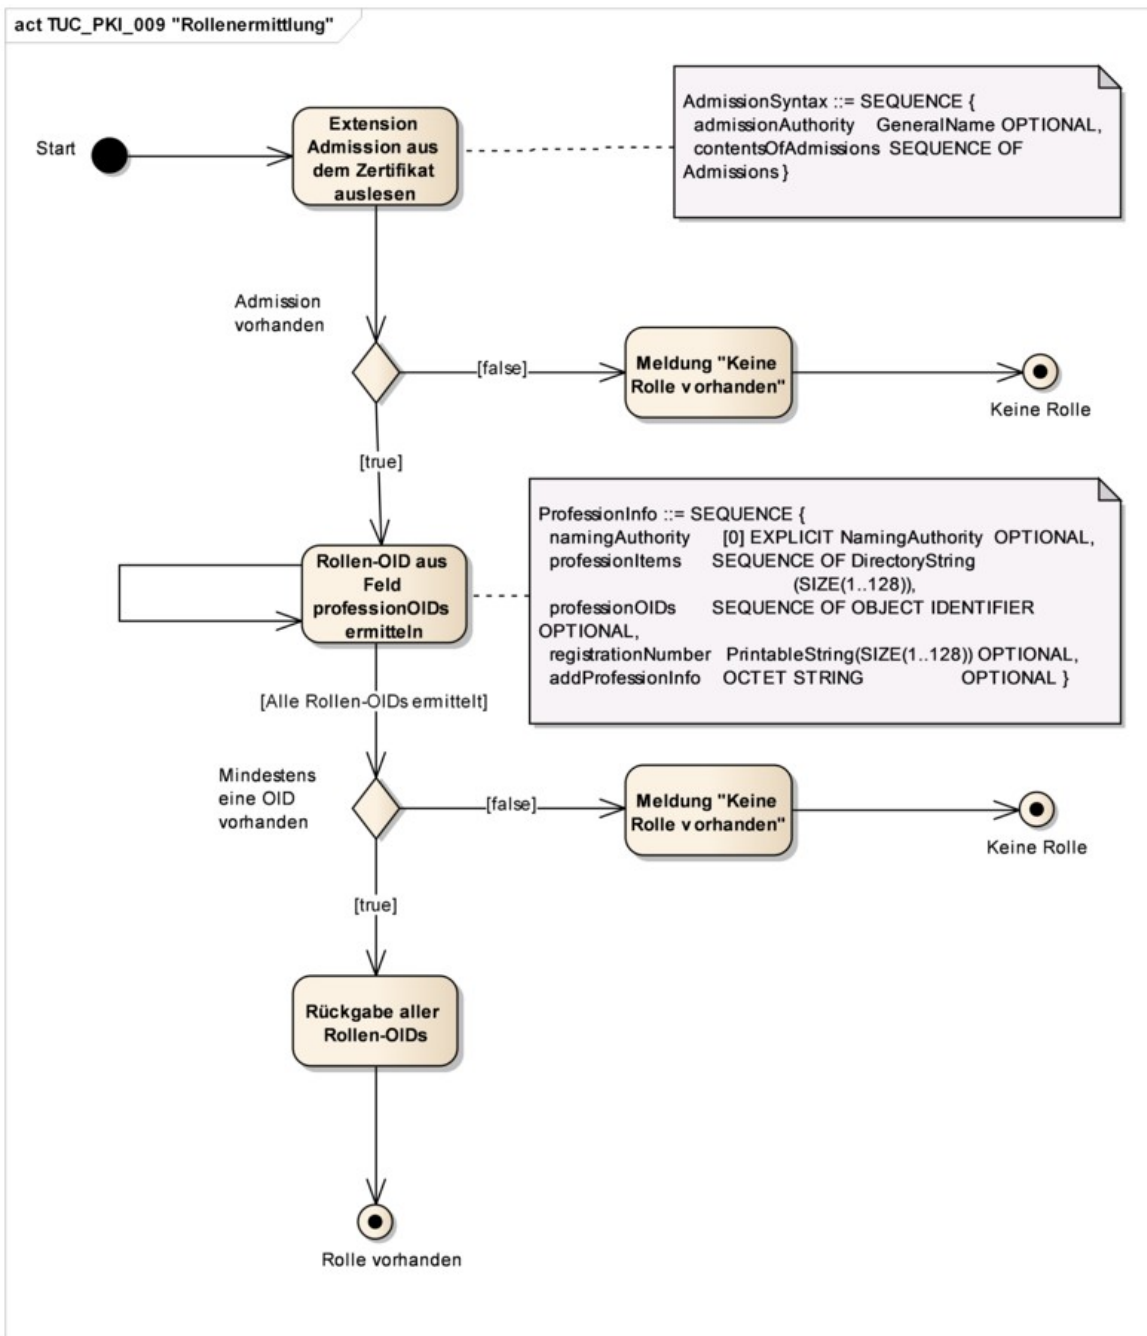 act TUC_PKI_009 "Rollenermittlung"
Start
Extension
Admission aus
dem Zertifikat
auslesen
AdmissionSyntax ::= SEQUENCE {
admissionAuthority GeneralName OPTIONAL,
contentsOfAdmissions SEQUENCE OF
Admissions }
Admission
vorhanden
[false]
Meldung "Keine
Rolle vorhanden"
Keine Rolle
[true]
Rollen-OID aus
Feld
professionOIDs
ermitteln
ProfessionInfo ::= SEQUENCE {
namingAuthority [0] EXPLICIT NamingAuthority OPTIONAL,
professionItems SEQUENCE OF DirectoryString
(SIZE(1..128)),
professionOIDs SEQUENCE OF OBJECT IDENTIFIER
OPTIONAL,
registrationNumber PrintableString(SIZE(1..128)) OPTIONAL,
addProfessionInfo OCTET STRING OPTIONAL }
[Alle Rollen-OIDs ermittelt]
Mindestens
eine OID
vorhanden
[false]
Meldung "Keine
Rolle vorhanden"
Keine Rolle
[true]
Rückgabe aller
Rollen-OIDs
Rolle vorhanden